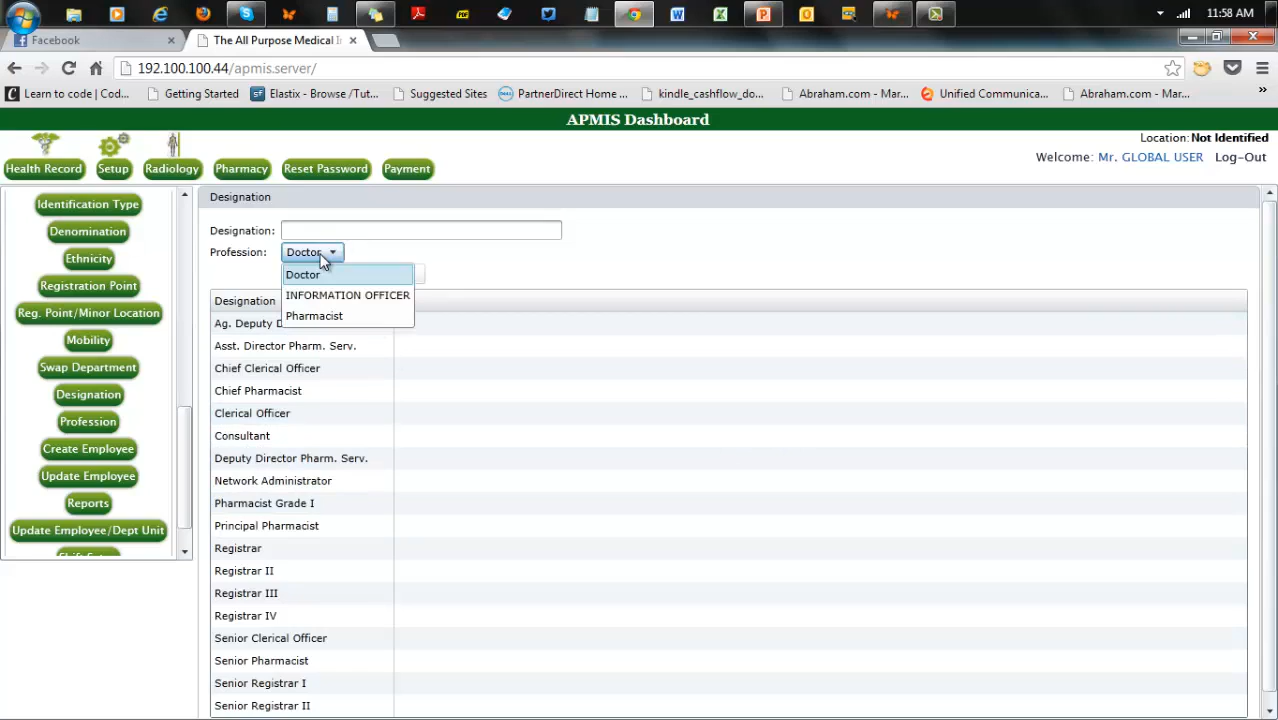 11:58 AM
Facebook
The All Purpose Medical I
192.100.100.44/apmis.server/
Learn to code | Cod...
Getting Started
Elastix - Browse /Tut...
Suggested Sites
PartnerDirect Home ...
kindle_cashflow_do...
Abraham.com - Mar...
Unified Communica...
Abraham.com - Mar...
APMIS Dashboard
Location: Not Identified
Health Record
Setup
Radiology
Pharmacy
Reset Password
Payment
Welcome: Mr. GLOBAL USER Log-Out
Identification Type
Denomination
Ethnicity
Registration Point
Reg. Point/Minor Location
Mobility
Swap Department
Designation
Profession
Create Employee
Update Employee
Reports
Update Employee/Dept Unit
Designation
Designation:
Profession: Doctor
Doctor
INFORMATION OFFICER
Pharmacist
Designation
Ag. Deputy D
Asst. Director Pharm. Serv.
Chief Clerical Officer
Chief Pharmacist
Clerical Officer
Consultant
Deputy Director Pharm. Serv.
Network Administrator
Pharmacist Grade I
Principal Pharmacist
Registrar
Registrar II
Registrar III
Registrar IV
Senior Clerical Officer
Senior Pharmacist
Senior Registrar I
Senior Registrar II